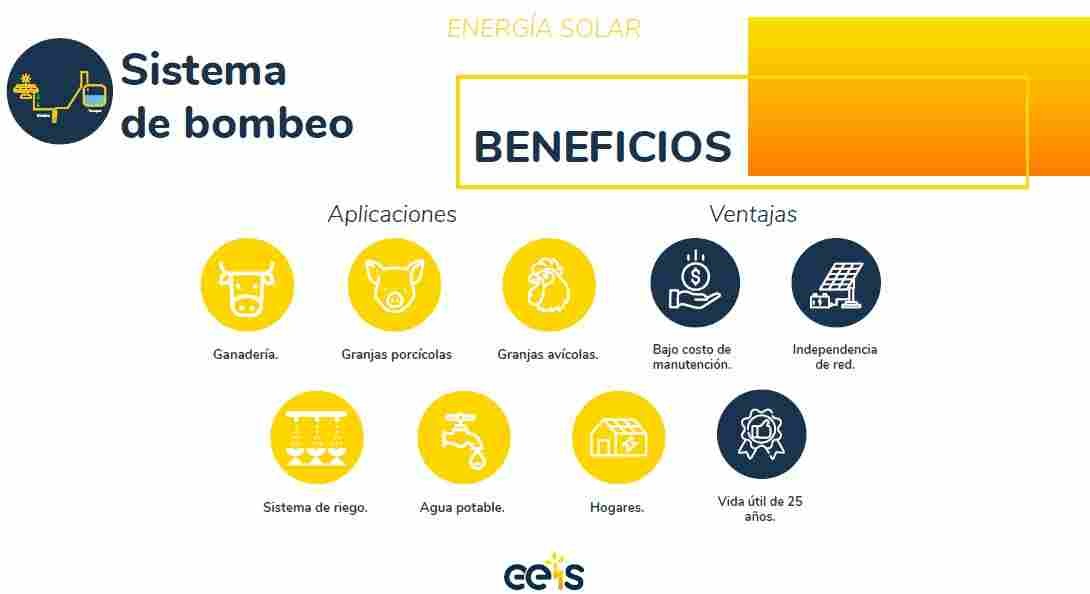 ENERGÍA SOLAR
Sistema
de bombeo
BENEFICIOS
Aplicaciones
Ventajas
Ganadería.
Granjas porcícolas
Granjas avícolas.
Bajo costo de
manutención.
Independencia
de red.
Sistema de riego.
Agua potable.
Hogares.
Vida útil de 25
años.
eeis